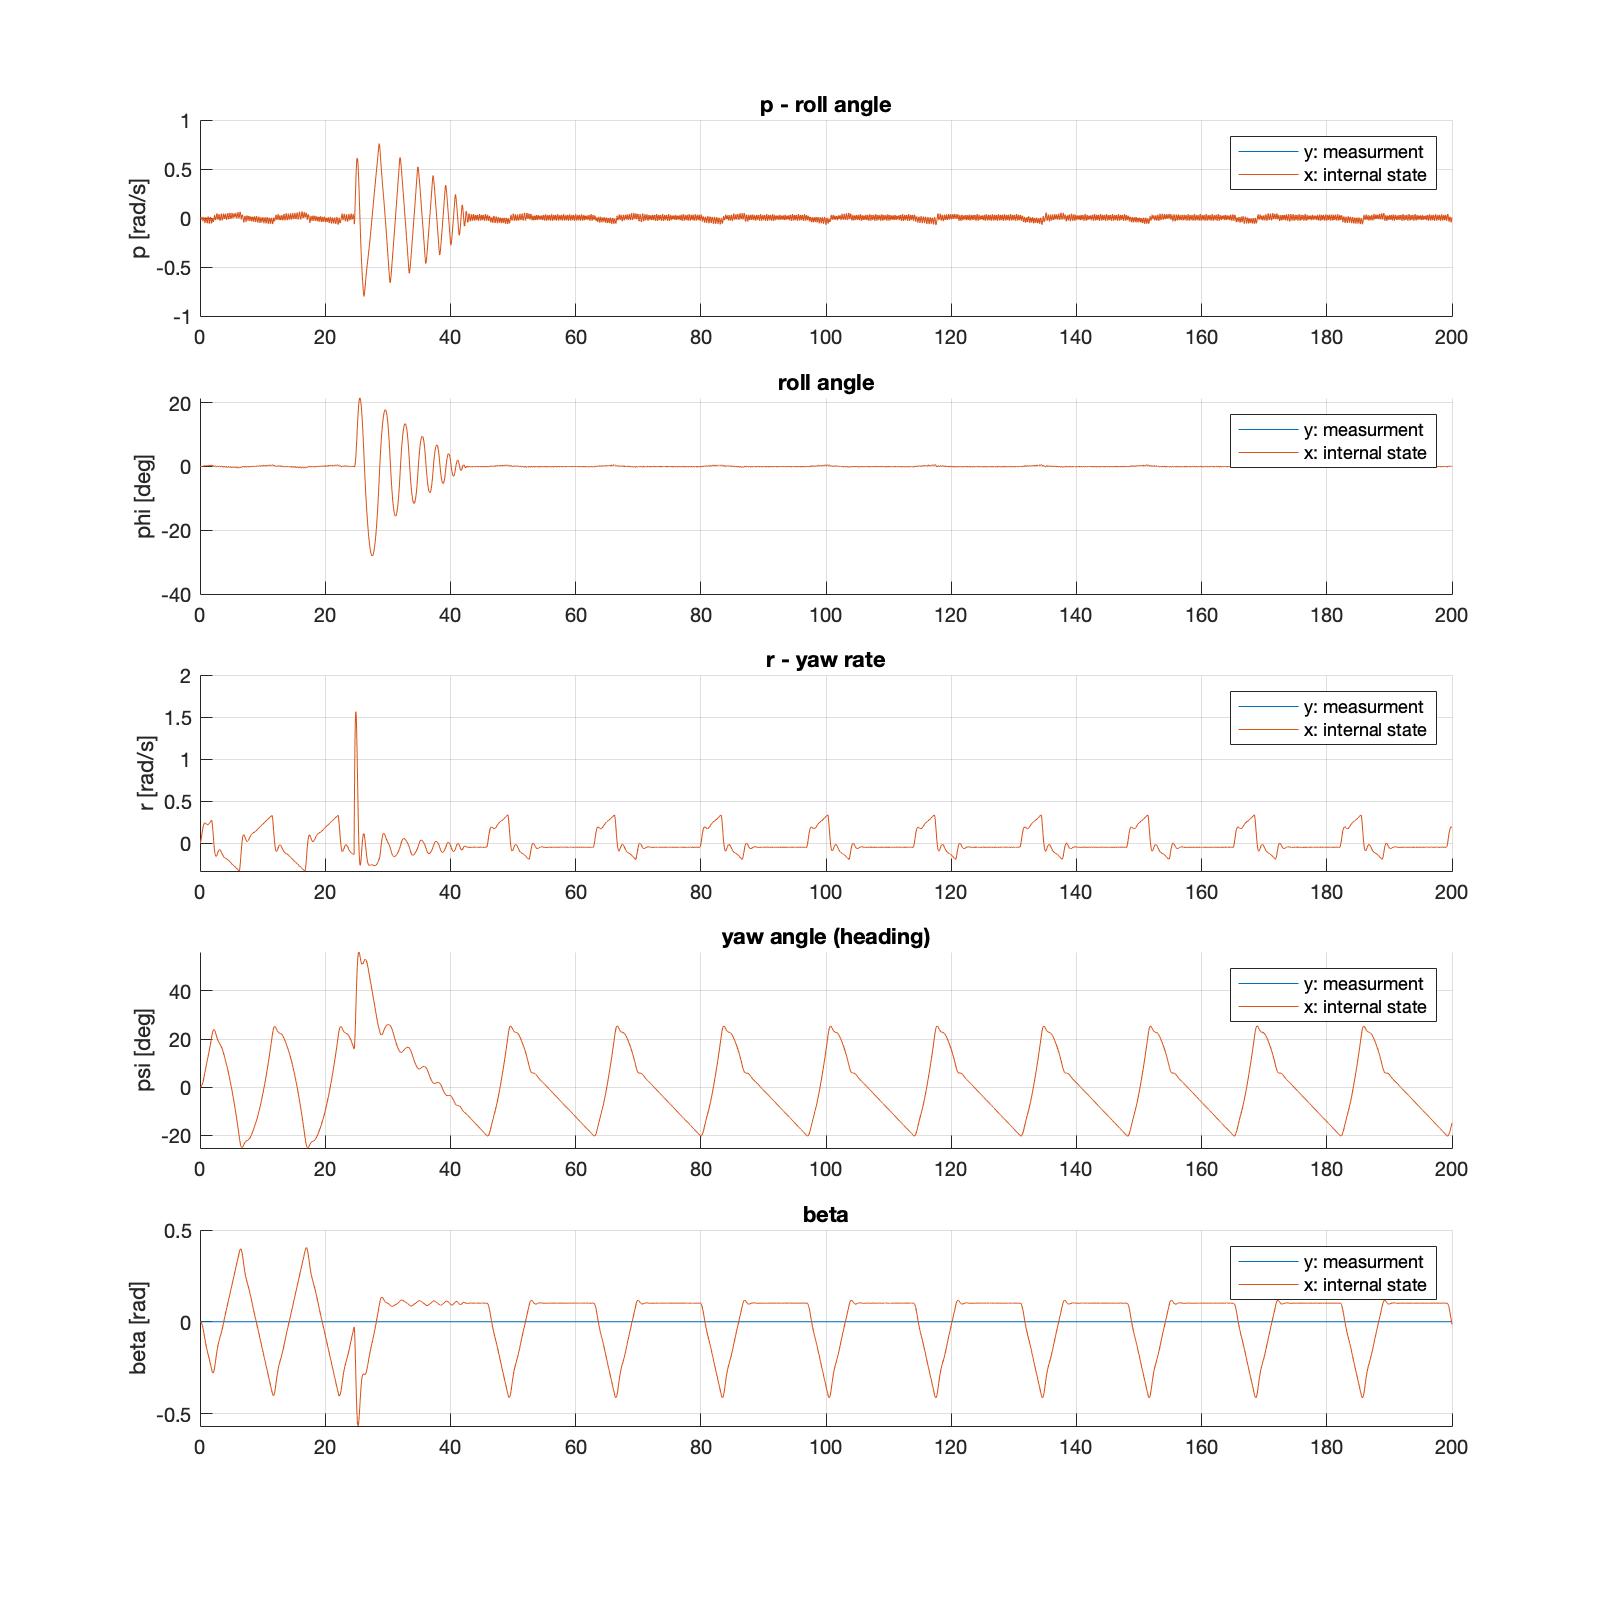 p - roll angle
1
0.5
0
-0.5
-1
p [rad/s]
y: measurment
x: internal state
0 20 40 60 80 100 120 140 160 180 200
roll angle
20
0
-20
-40
phi [deg]
y: measurment
x: internal state
0 20 40 60 80 100 120 140 160 180 200
r - yaw rate
2
1.5
1
0.5
0
r [rad/s]
y: measurment
x: internal state
0 20 40 60 80 100 120 140 160 180 200
yaw angle (heading)
40
20
0
-20
psi [deg]
y: measurment
x: internal state
0 20 40 60 80 100 120 140 160 180 200
beta
0.5
0
-0.5
beta [rad]
y: measurment
x: internal state
0 20 40 60 80 100 120 140 160 180 200